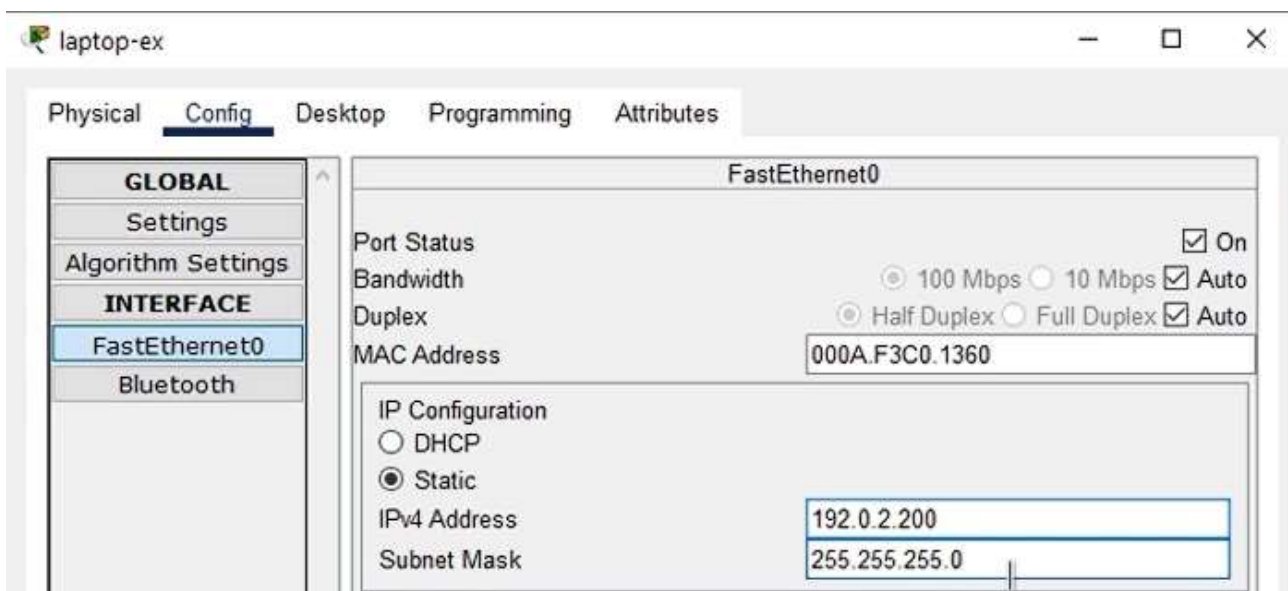 laptop-ex
Physical Config Desktop Programming Attributes
GLOBAL
Settings
Algorithm Settings
INTERFACE
FastEthernet0
Bluetooth
FastEthernet0
Port Status On
Bandwidth 100 Mbps 10 Mbps Auto
Duplex Half Duplex Full Duplex Auto
MAC Address 000A.F3C0.1360
IP Configuration
DHCP
Static
IPv4 Address 192.0.2.200
Subnet Mask 255.255.255.0